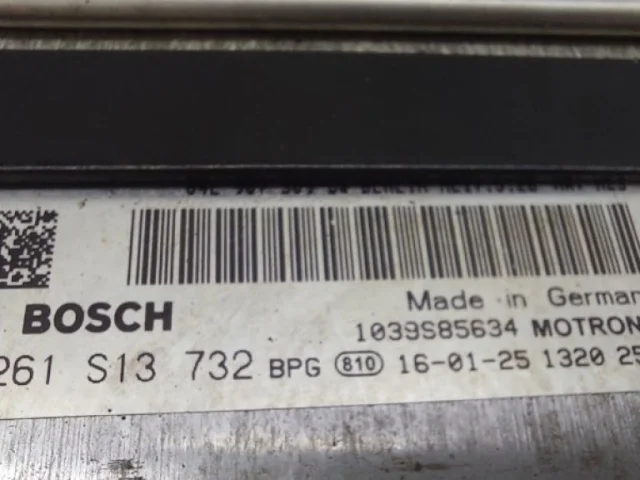 BOSCH
Made in German
1039S85634 MOTRON
261 S13 732 BPG 810 16-01-25 1320 25